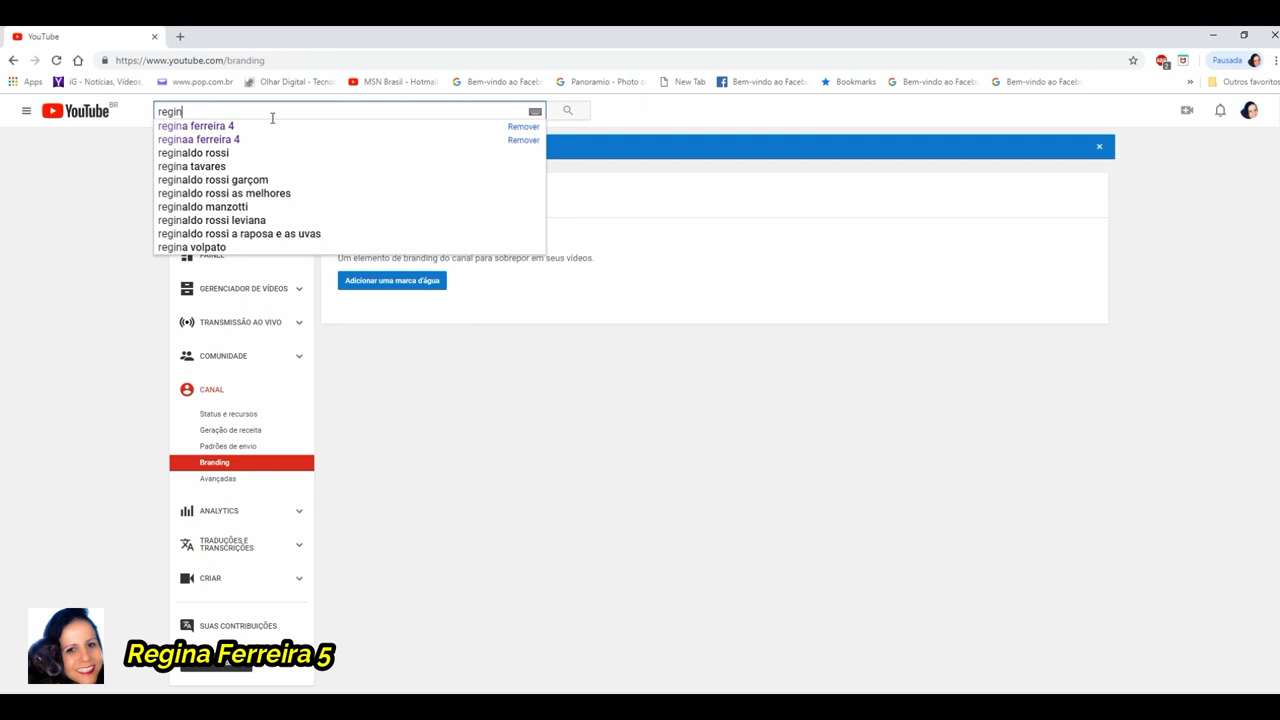 YouTube
https://www.youtube.com/branding
Pausada
Apps
iG - Notícias, Vídeos
www.pop.com.br
Olhar Digital - Tecno
MSN Brasil - Hotmai
Bem-vindo ao Faceb
Panoramio - Photo o
New Tab
Bem-vindo ao Faceb
Bookmarks
Bem-vindo ao Faceb
Bem-vindo ao Faceb
»
Outros favoritos
YouTube BR
regin
regina ferreira 4 Remover
reginaa ferreira 4 Remover
reginaldo rossi
regina tavares
reginaldo rossi garçom
reginaldo rossi as melhores
reginaldo manzotti
reginaldo rossi leviana
reginaldo rossi a raposa e as uvas
regina volpato
PAINEL
Um elemento de branding do canal para sobrepor em seus vídeos.
Adicionar uma marca d'água
GERENCIADOR DE VÍDEOS
TRANSMISSÃO AO VIVO
COMUNIDADE
CANAL
Status e recursos
Geração de receita
Padrões de envio
Branding
Avançadas
ANALYTICS
TRADUÇÕES E
TRANSCRIÇÕES
CRIAR
SUAS CONTRIBUIÇÕES
Regina Ferreira 5